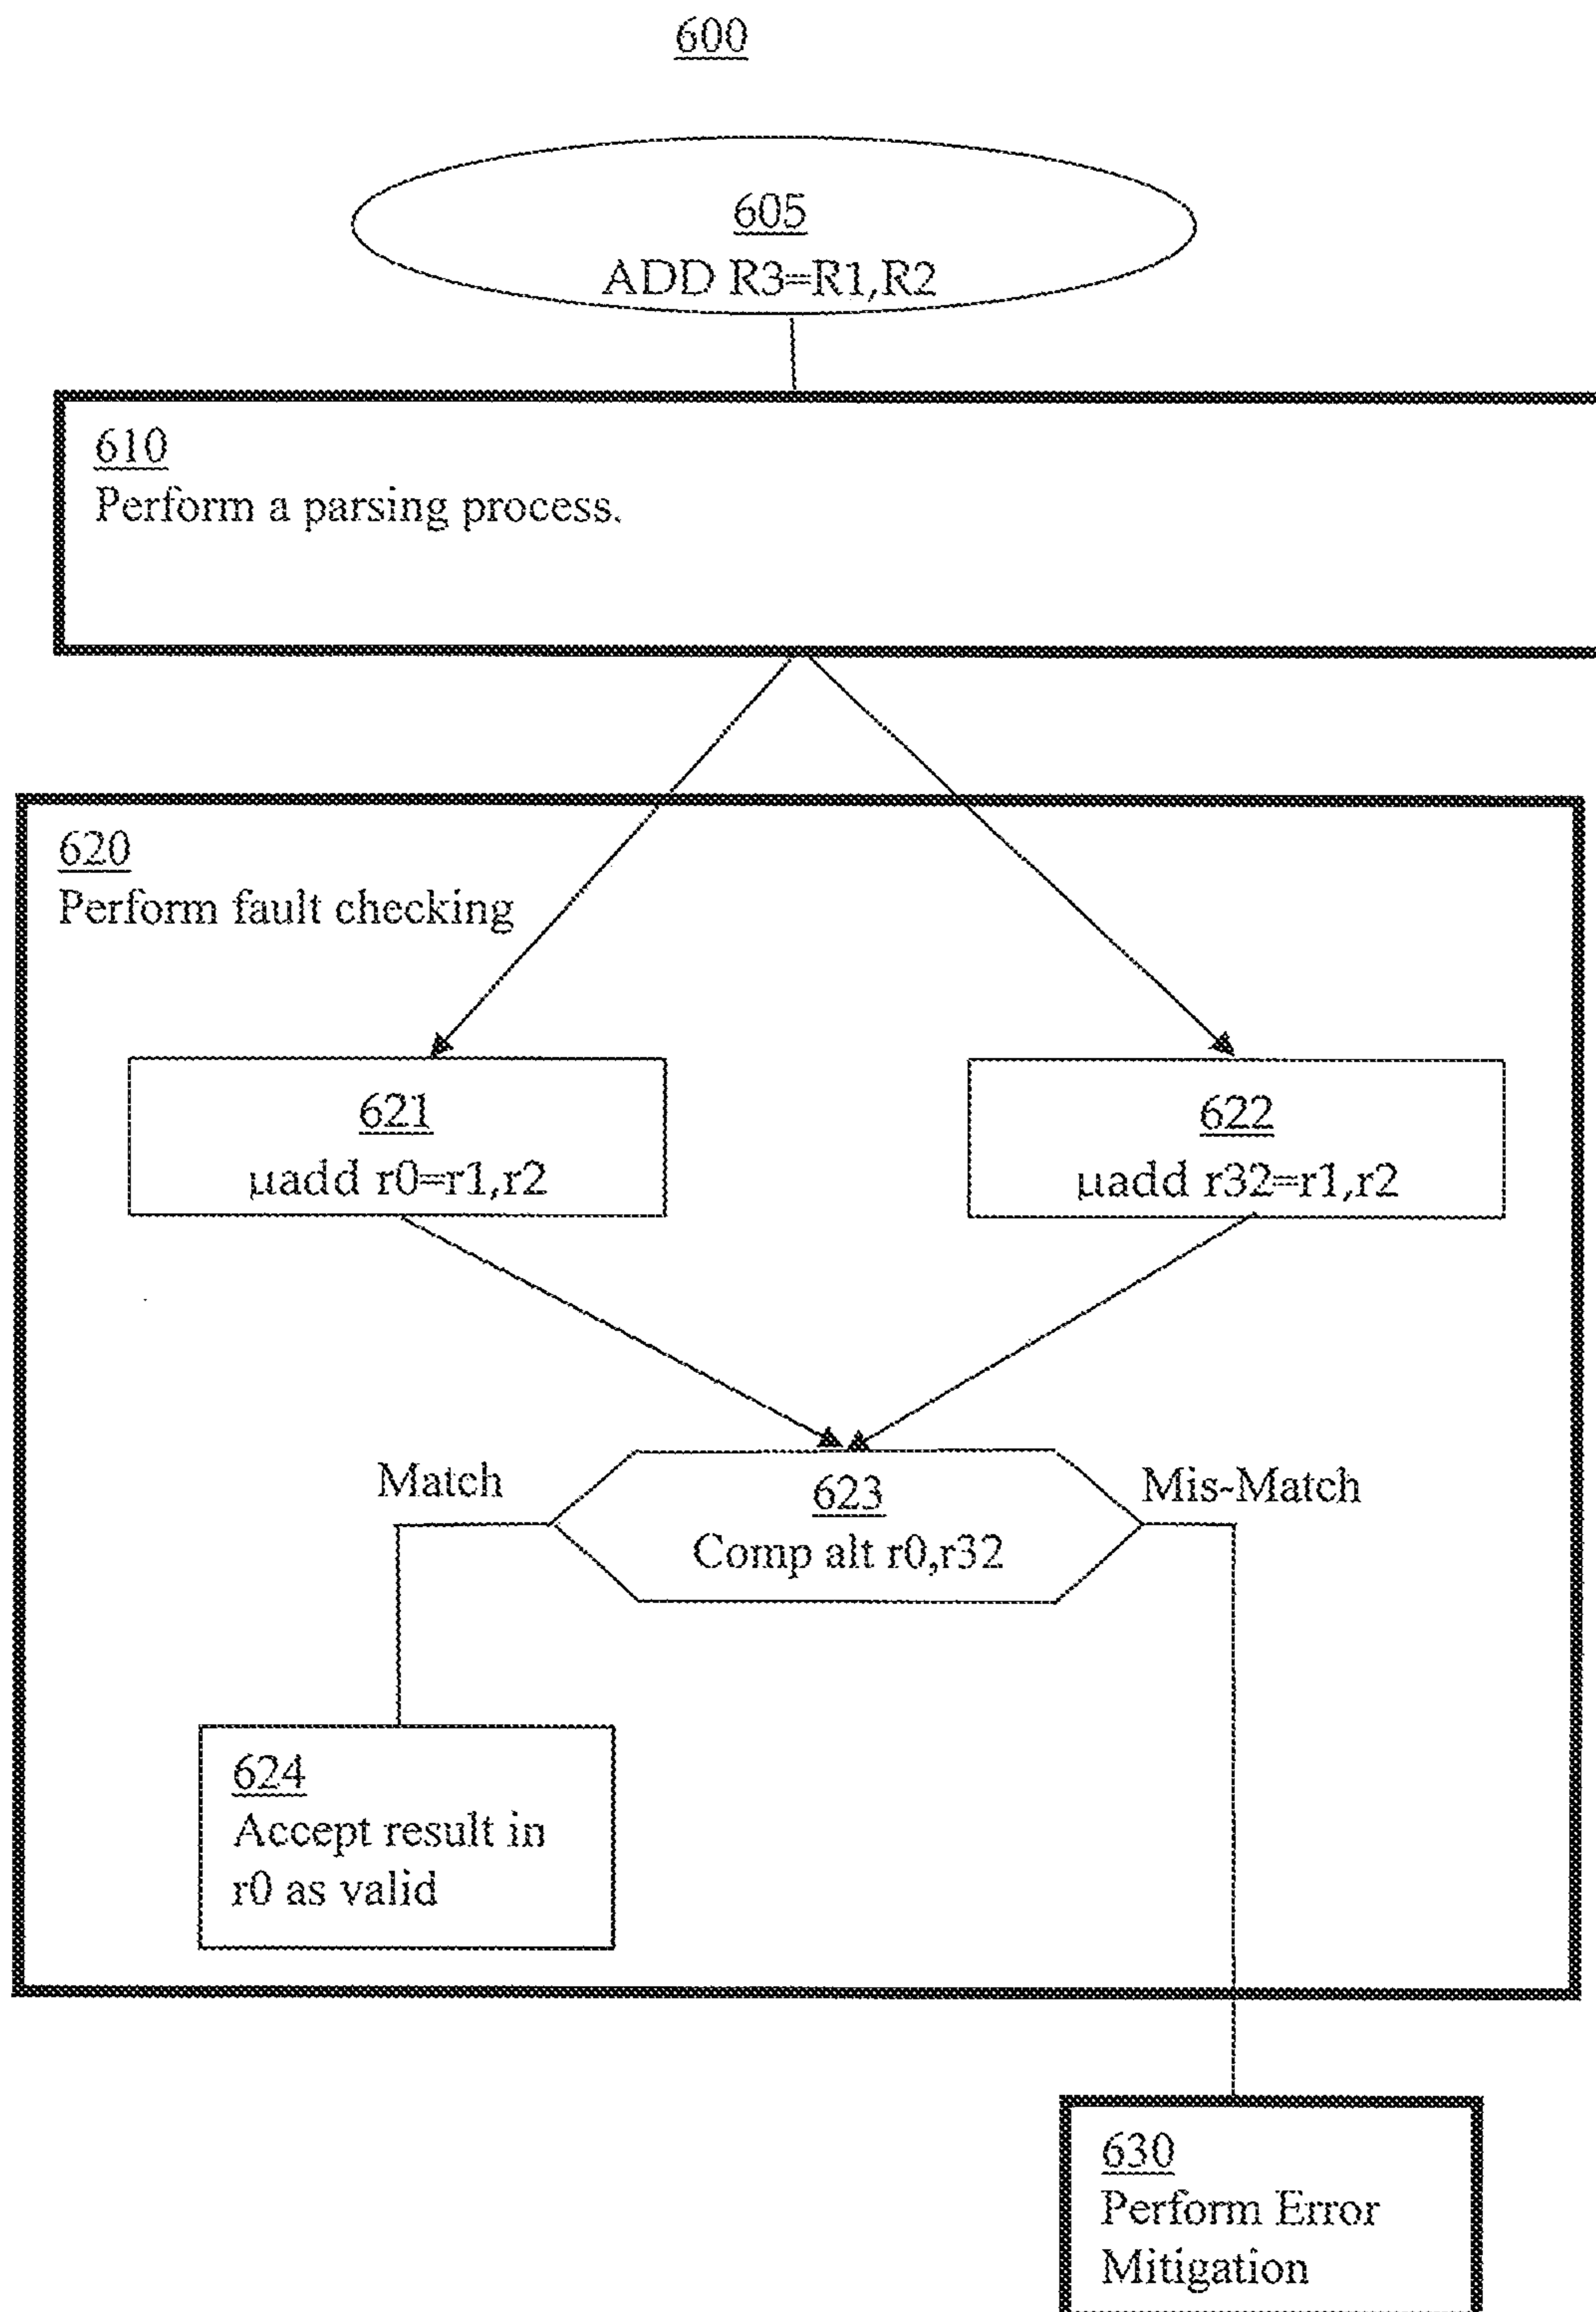 600
605
ADD R3=R1,R2
610
Perform a parsing process.
620
Perform fault checking
621
µadd r0=r1,r2
622
µadd r32=r1,r2
Match
623
Comp alt r0,r32
Mis-Match
624
Accept result in
r0 as valid
630
Perform Error
Mitigation